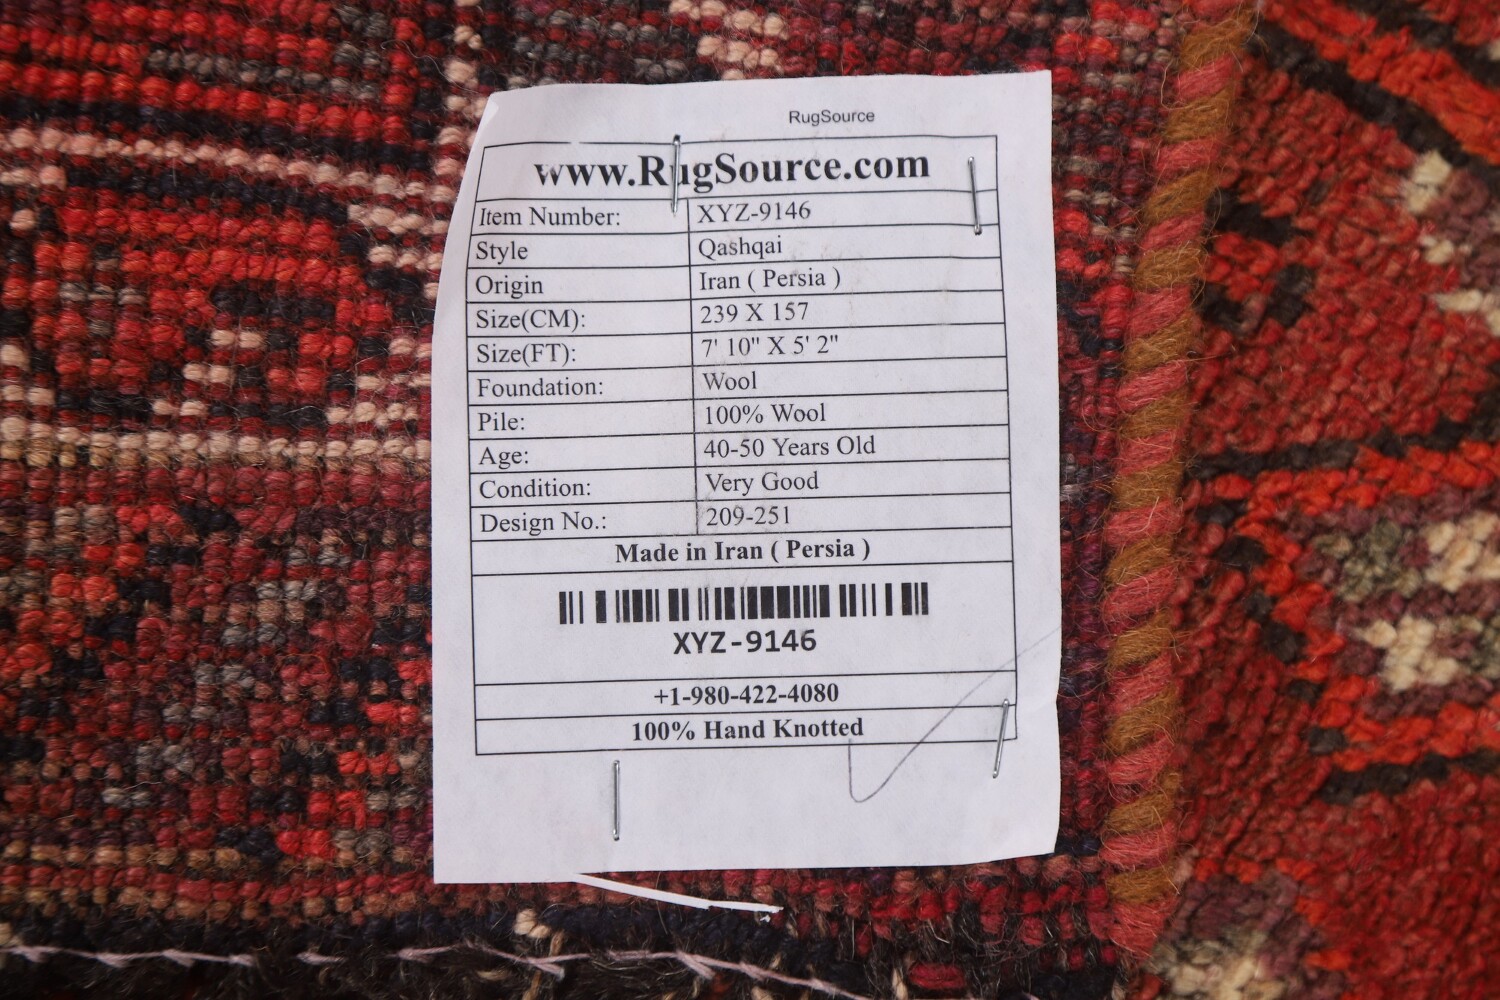 RugSource
www.RugSource.com
Item Number: XYZ-9146
Style Qashqai
Origin Iran ( Persia )
Size(CM): 239 X 157
Size(FT): 7' 10" X 5' 2"
Foundation: Wool
Pile: 100% Wool
Age: 40-50 Years Old
Condition: Very Good
Design No.: 209-251
Made in Iran ( Persia )
XYZ-9146
+1-980-422-4080
100% Hand Knotted